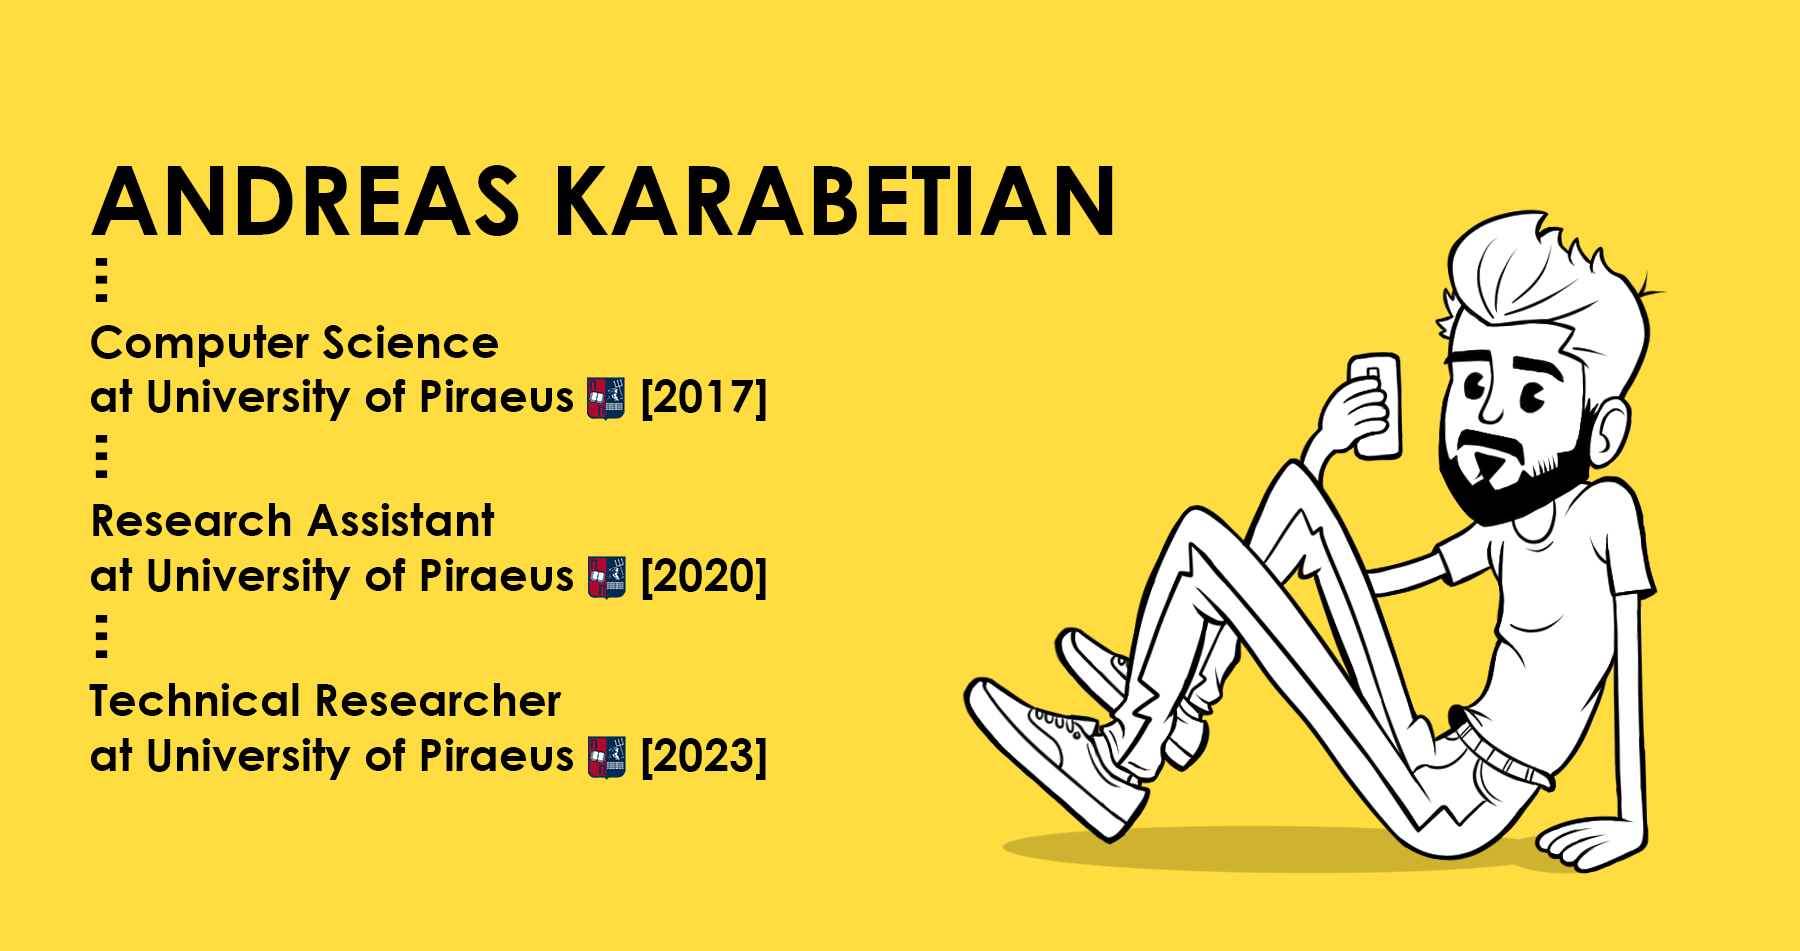 ANDREAS KARABETIAN
Computer Science
at University of Piraeus [2017]
Research Assistant
at University of Piraeus [2020]
Technical Researcher
at University of Piraeus [2023]